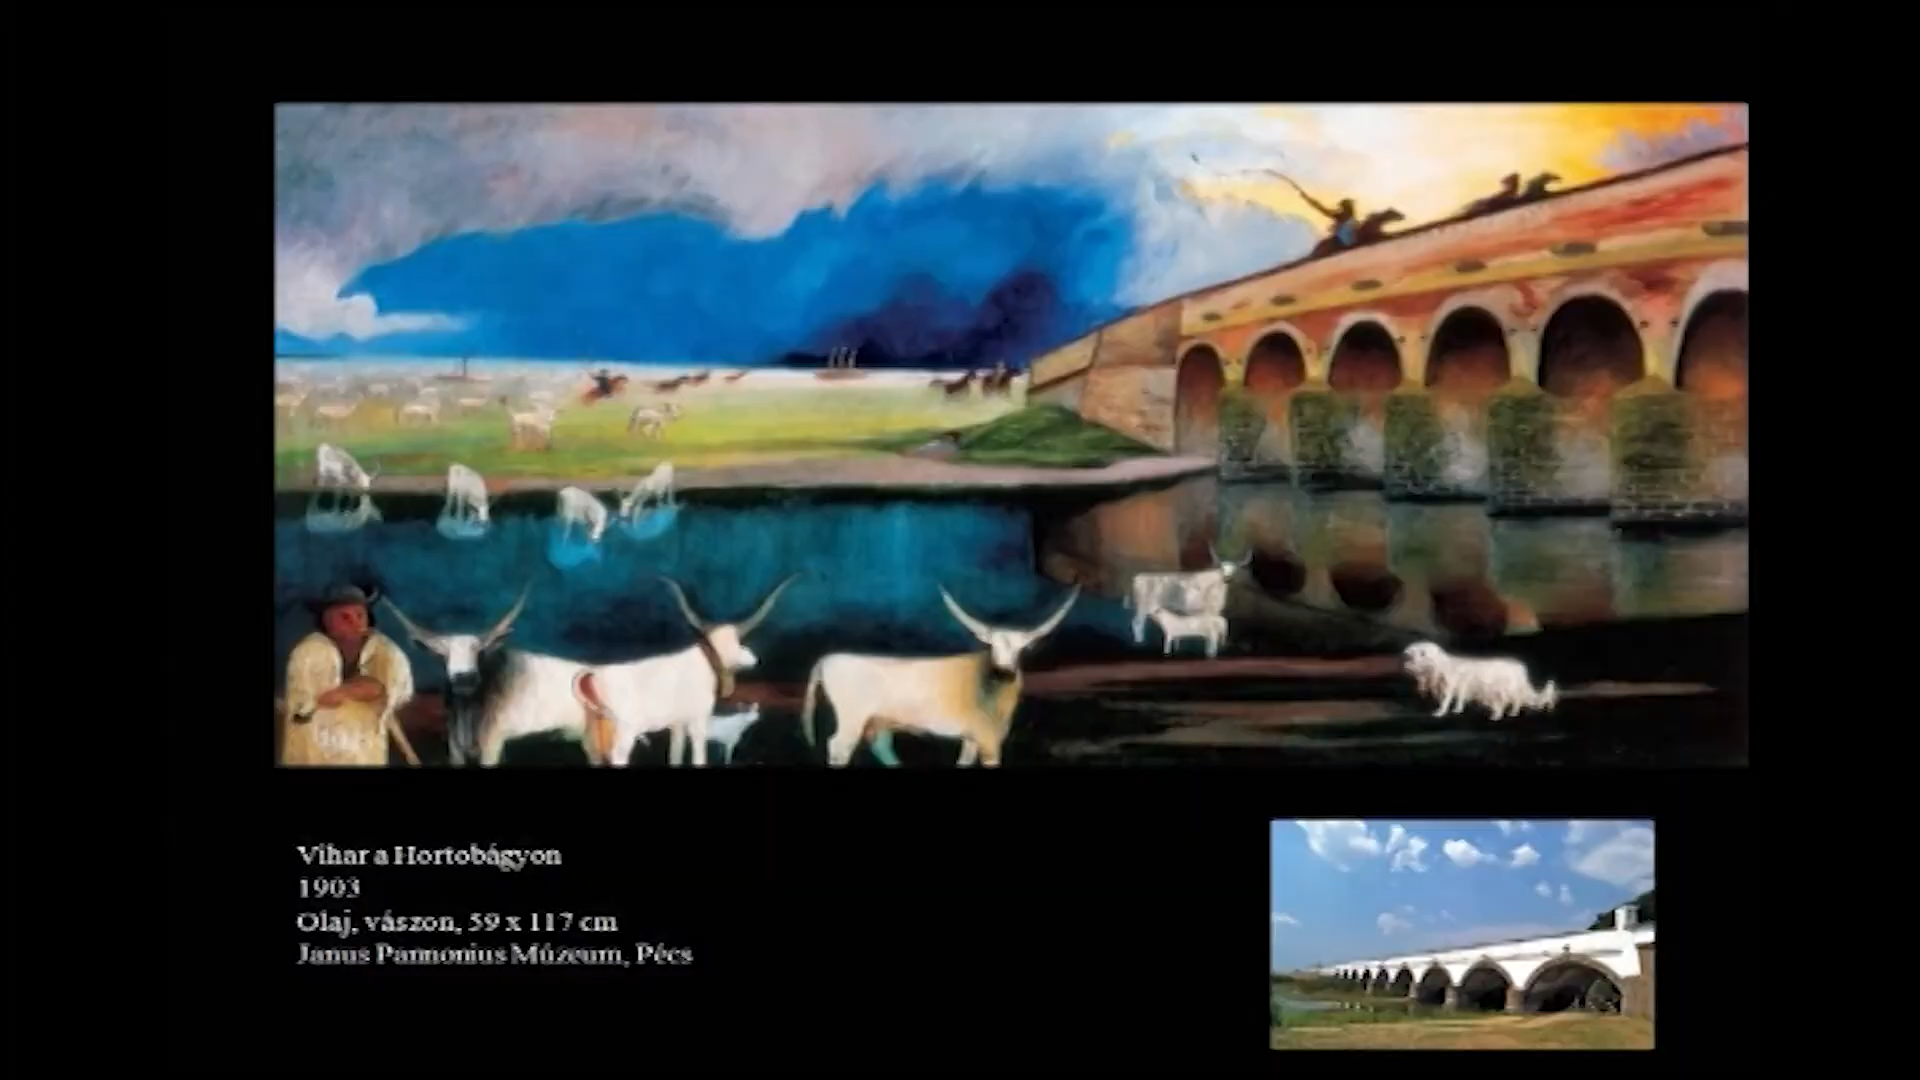 Vihar a Hortobágyon
1903
Olaj, vászon, 59 x 117 cm
Janus Pannonius Múzeum, Pécs